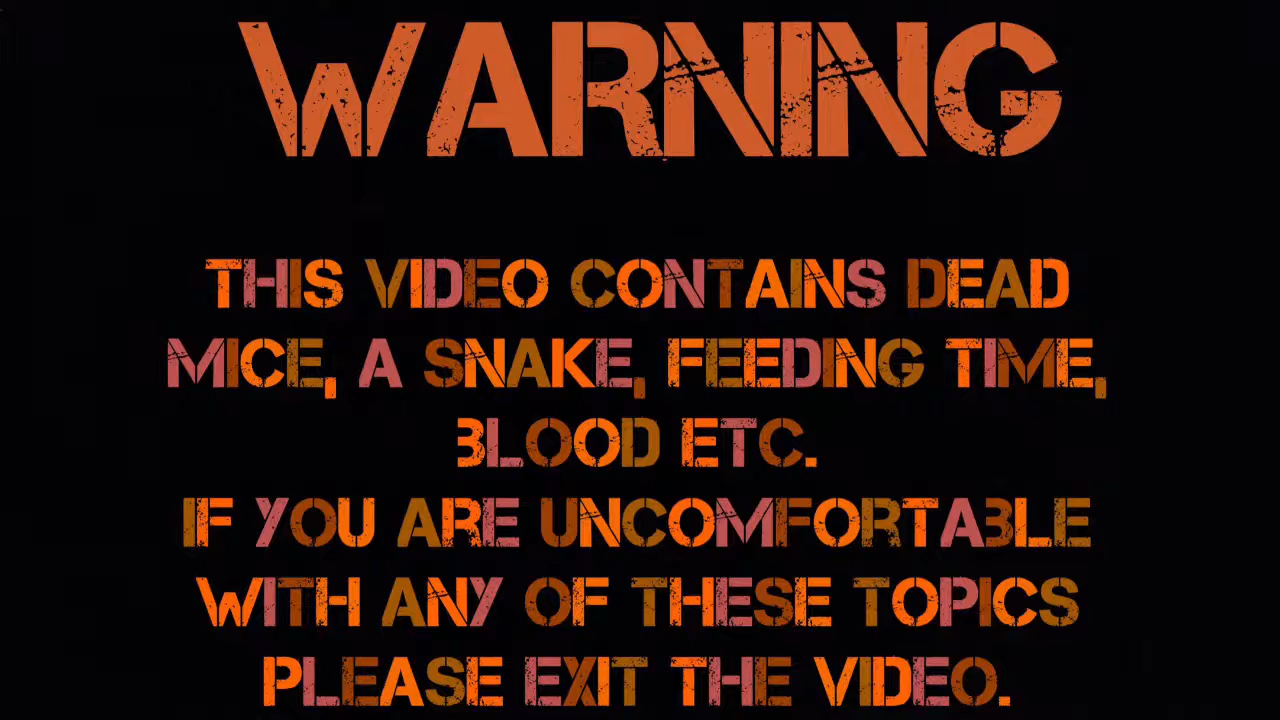 WARNING
THIS VIDEO CONTAINS DEAD
MICE, A SNAKE, FEEDING TIME,
BLOOD ETC.
IF YOU ARE UNCOMFORTABLE
WITH ANY OF THESE TOPICS
PLEASE EXIT THE VIDEO.